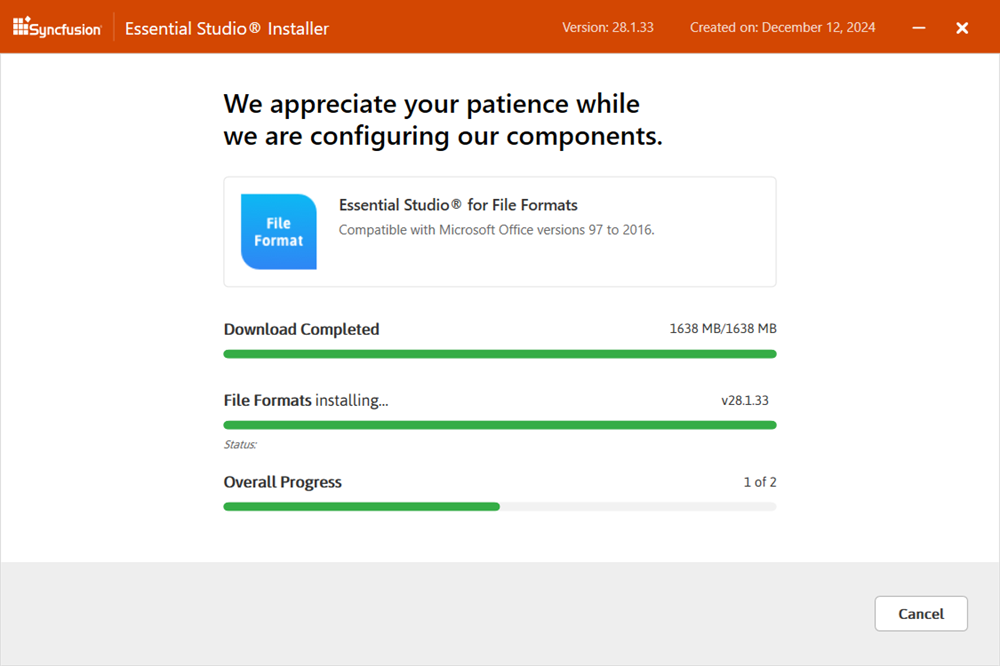 Syncfusion Essential Studio® Installer Version: 28.1.33 Created on: December 12, 2024
We appreciate your patience while
we are configuring our components.
File
Format
Essential Studio® for File Formats
Compatible with Microsoft Office versions 97 to 2016.
Download Completed 1638 MB/1638 MB
File Formats installing... v28.1.33
Status:
Overall Progress 1 of 2
Cancel